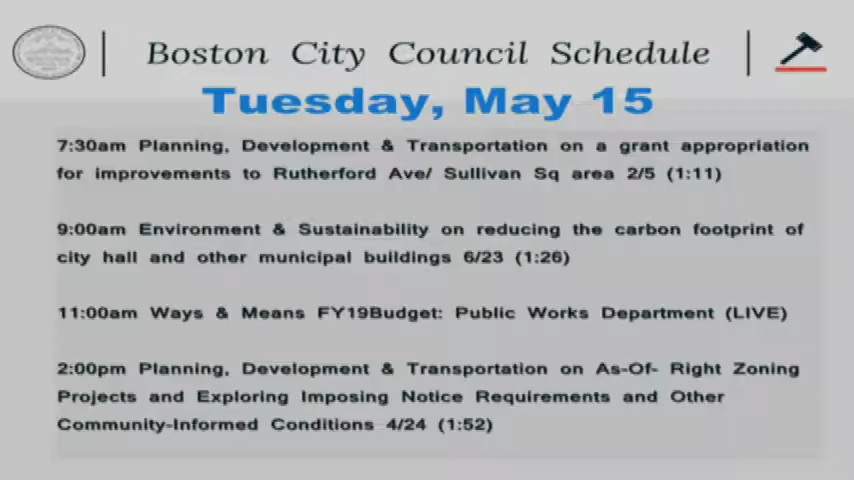 Boston City Council Schedule
Tuesday, May 15
7:30am Planning, Development & Transportation on a grant appropriation
for improvements to Rutherford Ave/ Sullivan Sq area 2/5 (1:11)
9:00am Environment & Sustainability on reducing the carbon footprint of
city hall and other municipal buildings 6/23 (1:26)
11:00am Ways & Means FY19Budget: Public Works Department (LIVE)
2:00pm Planning, Development & Transportation on As-Of- Right Zoning
Projects and Exploring Imposing Notice Requirements and Other
Community-Informed Conditions 4/24 (1:52)